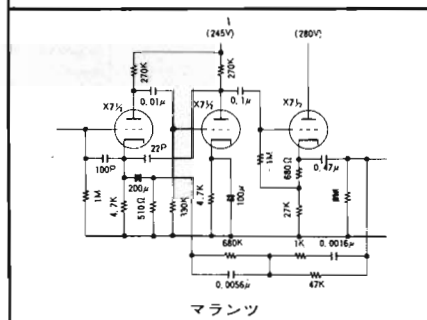 (245V)
(280V)
270K
270K
X7½
0.01μ
X7½
0.1μ
X7½
22P
100P
1M
680Ω
0.47μ
200μ
1M
4.7K
510Ω
330K
4.7K
100μ
27K
680K
1K
0.0016μ
0.0056μ
47K
マランツ